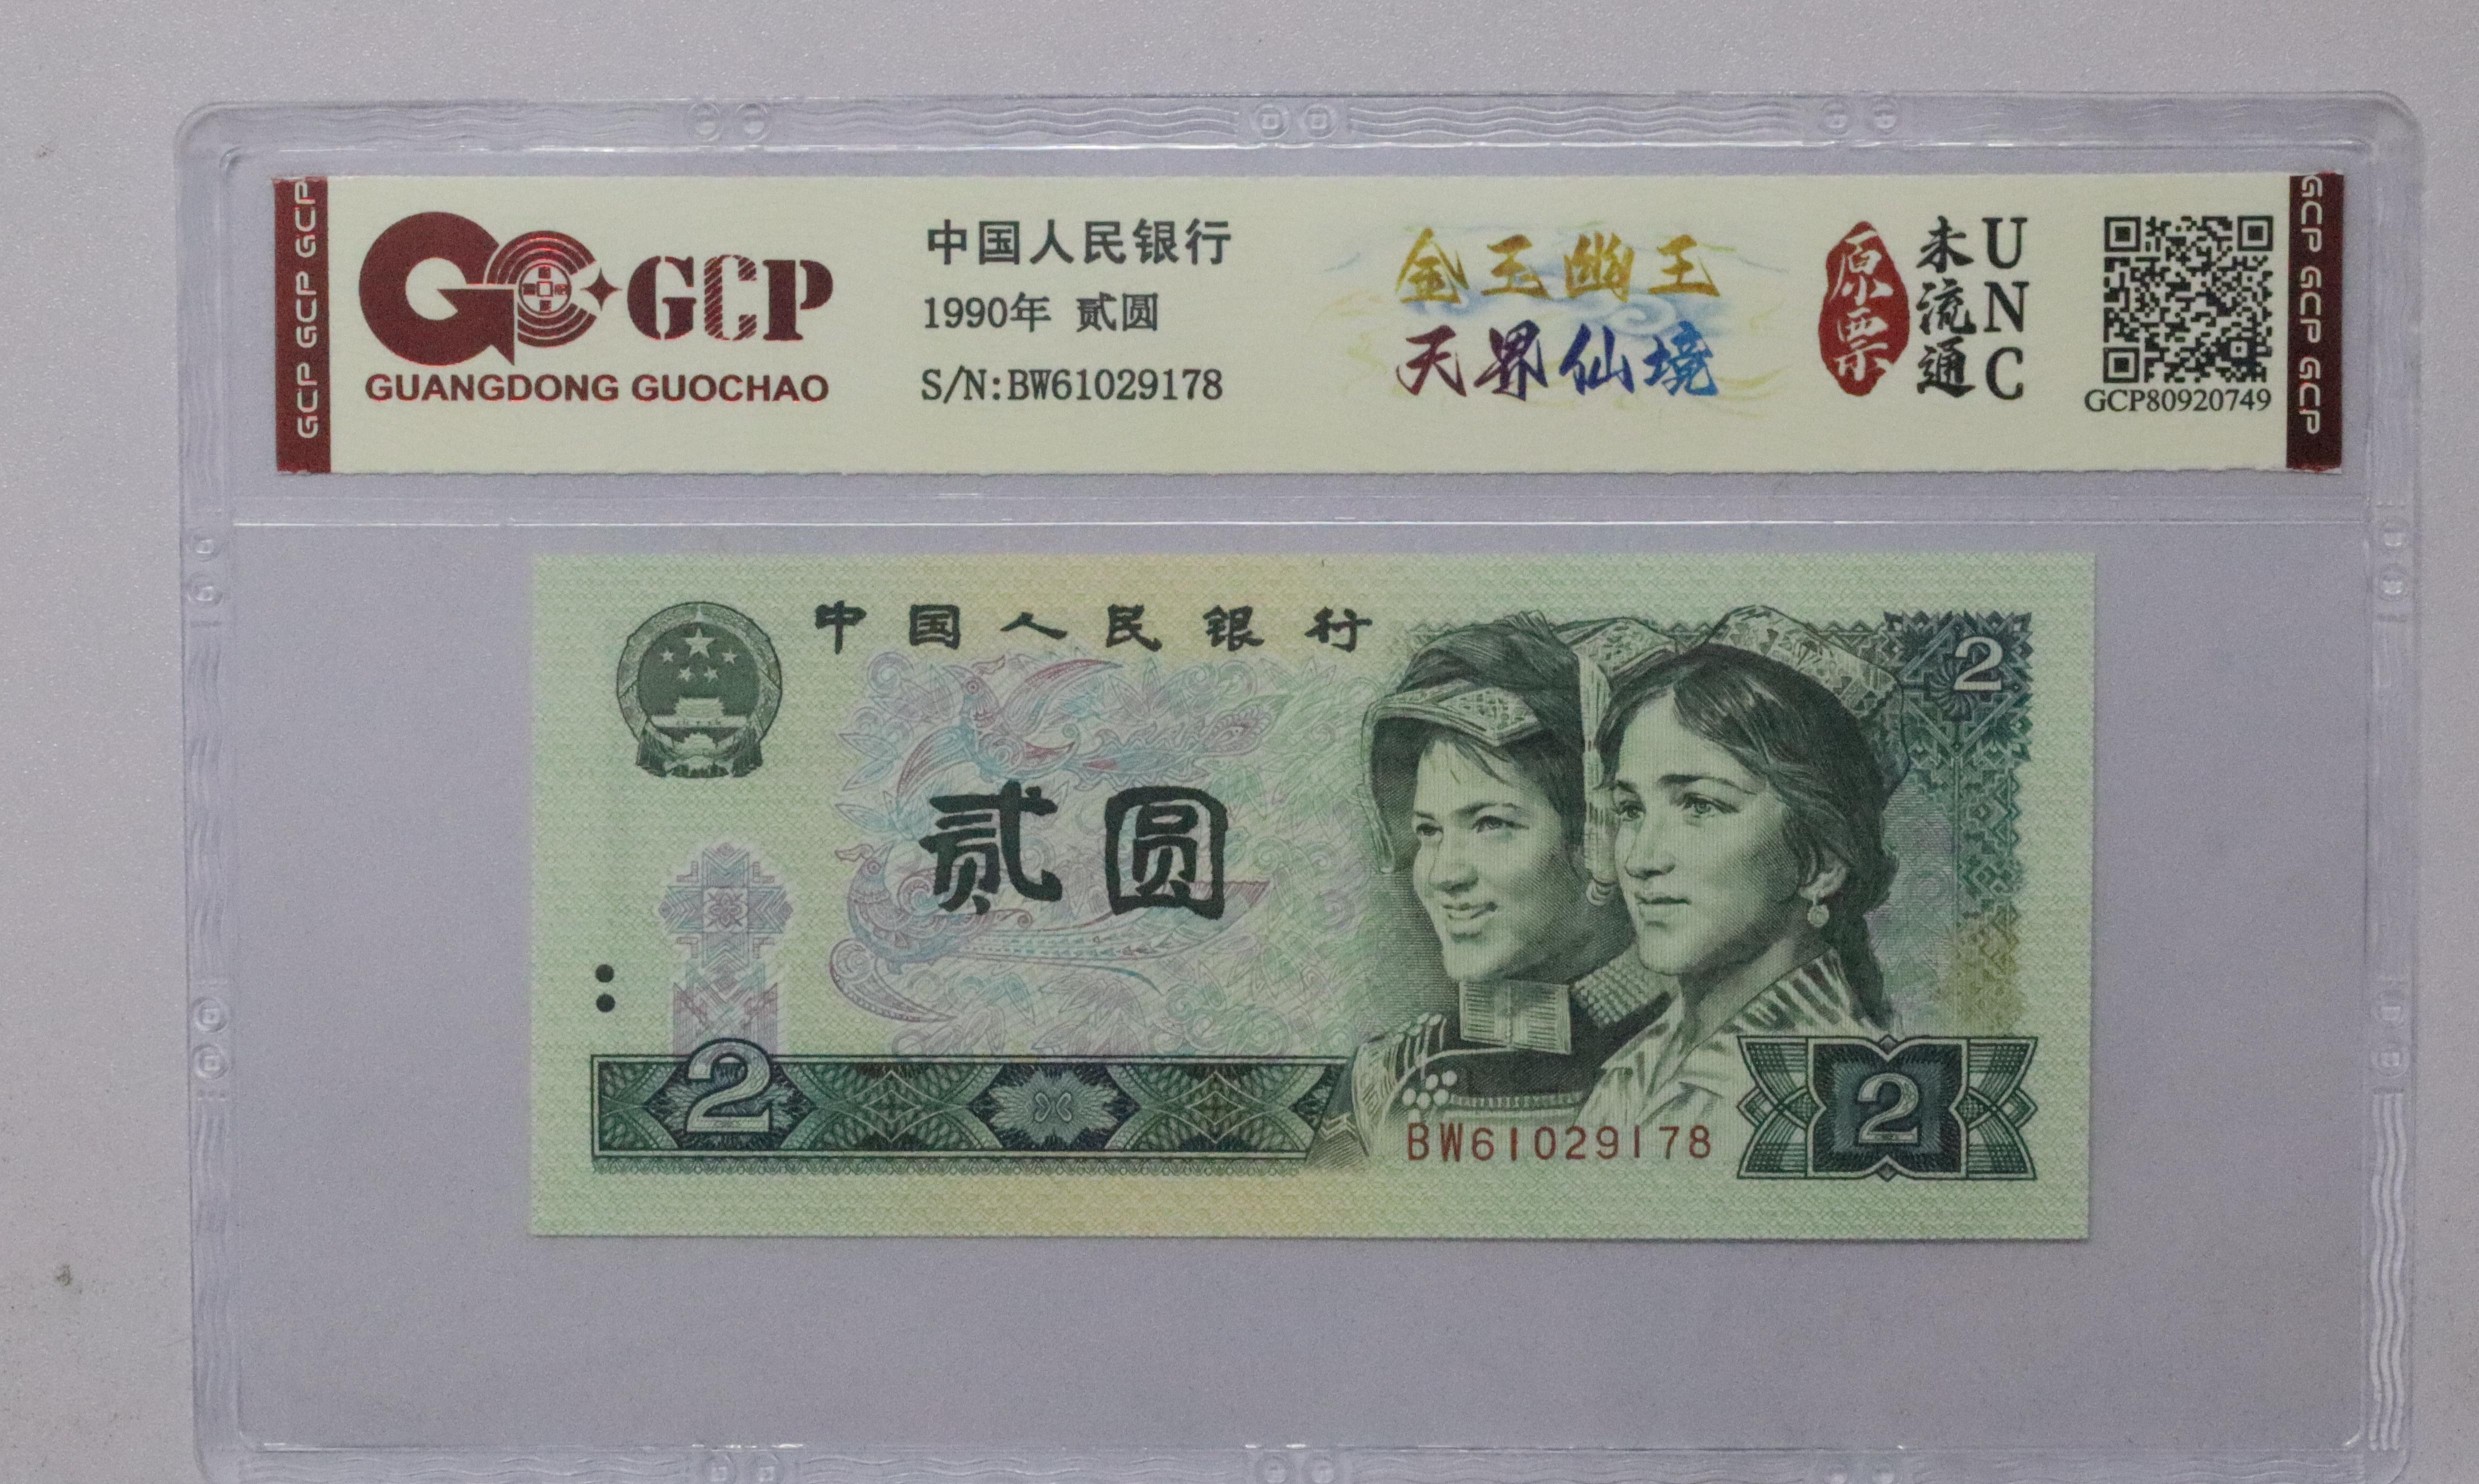 GCP GCP GCP
GCP
GUANGDONG GUOCHAO
中国人民银行
1990年 贰圆
S/N:BW61029178
金玉幽王
天界仙境
原票
未流通
UNC
GCP80920749
GCP GCP GCP
中国人民银行
2
贰圆
2
BW61029178
2